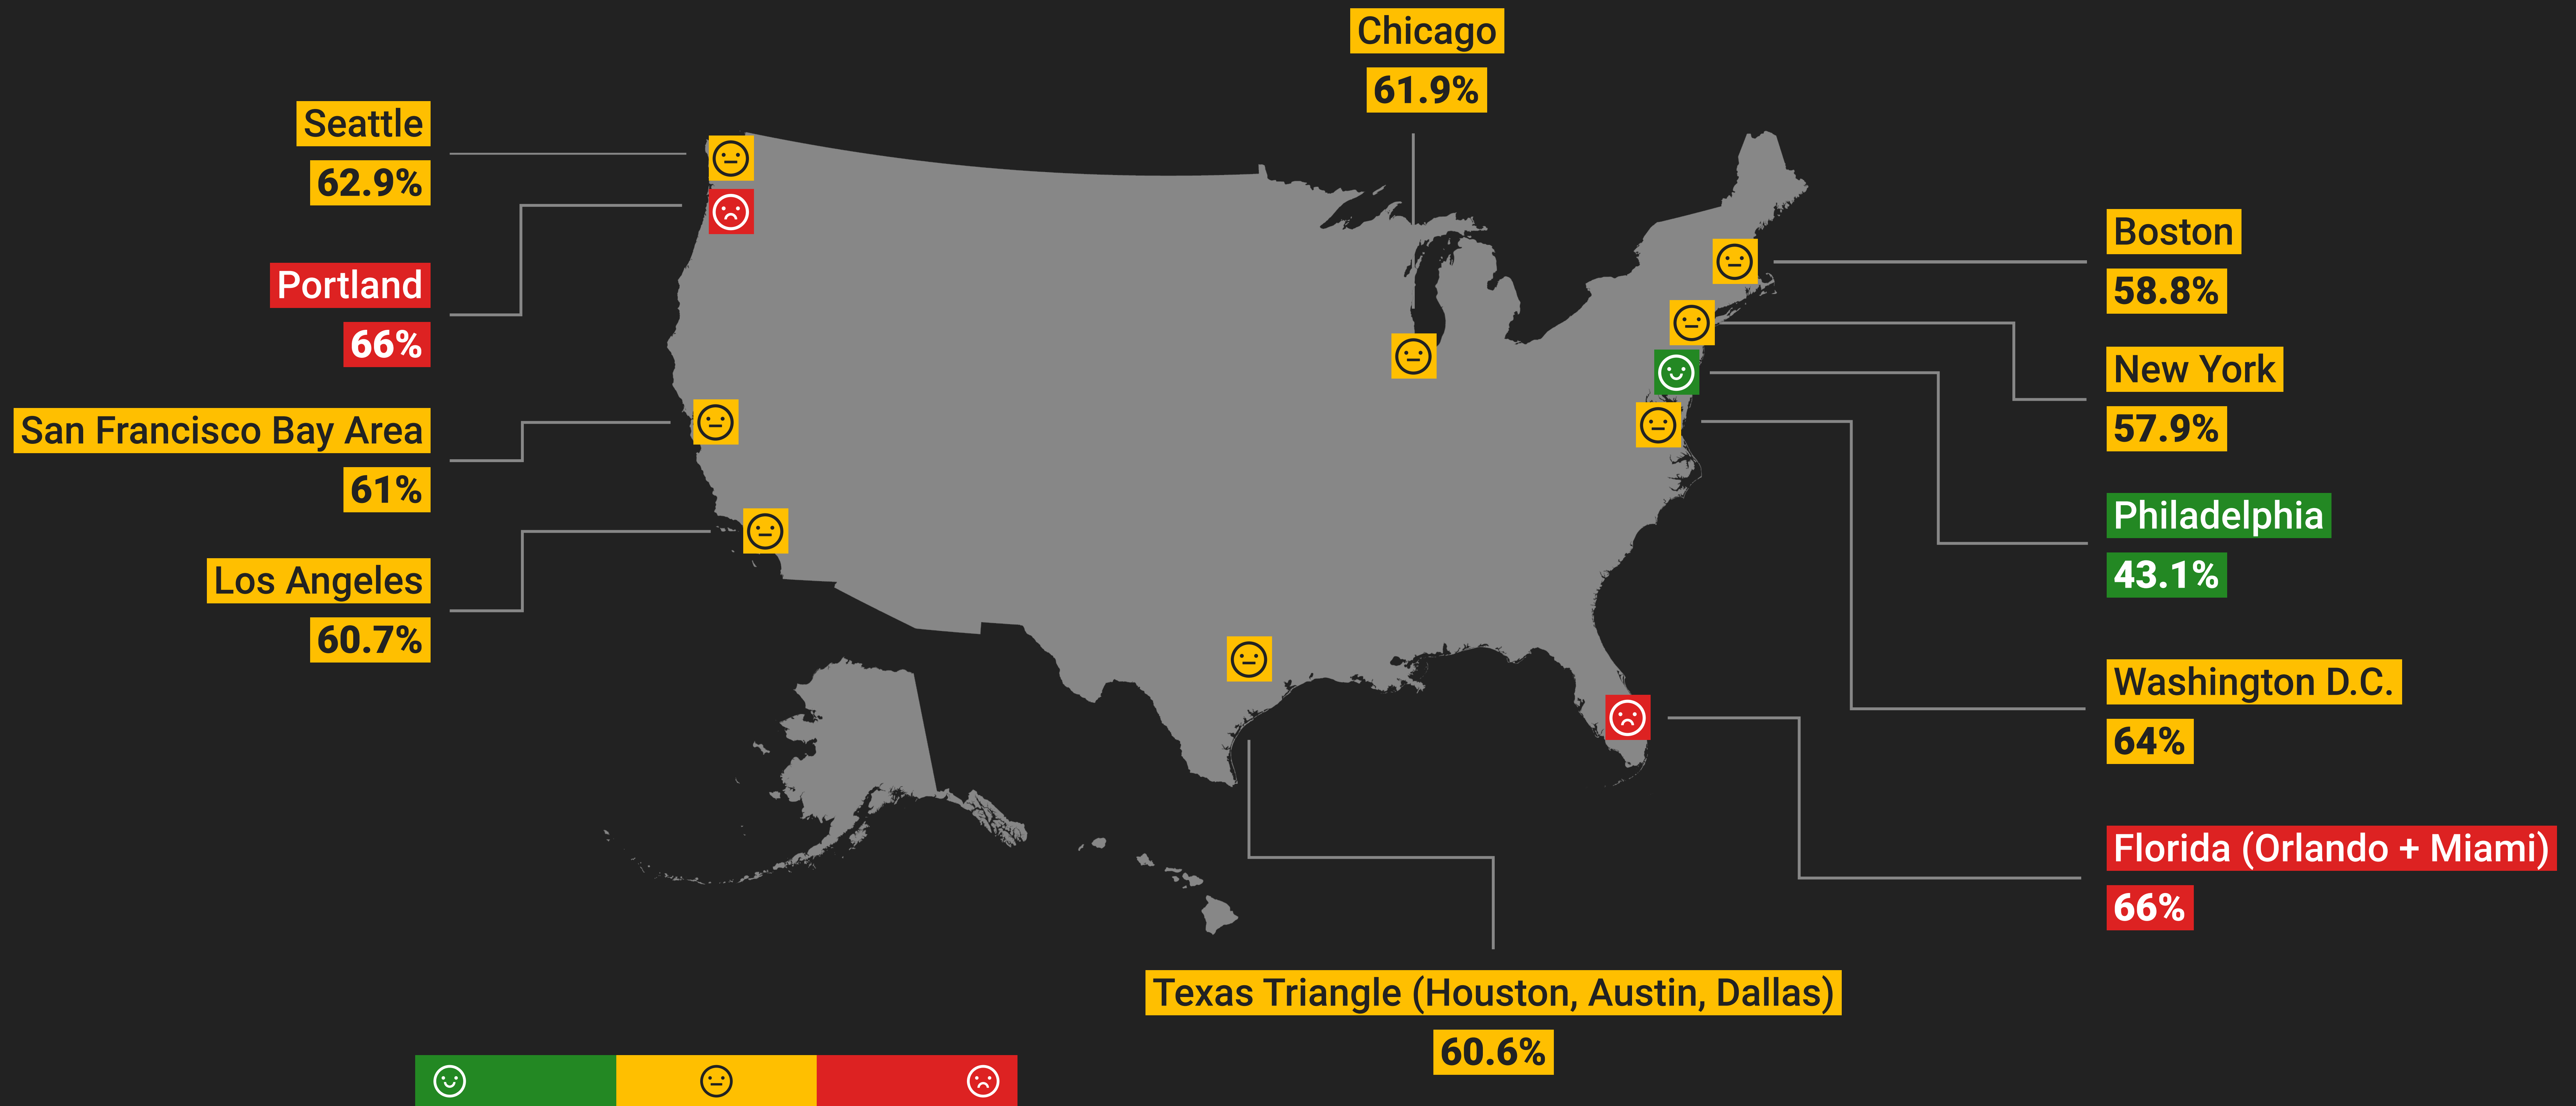 Chicago
61.9%
Seattle
62.9%
Portland
66%
San Francisco Bay Area
61%
Los Angeles
60.7%
Boston
58.8%
New York
57.9%
Philadelphia
43.1%
Washington D.C.
64%
Florida (Orlando + Miami)
66%
Texas Triangle (Houston, Austin, Dallas)
60.6%